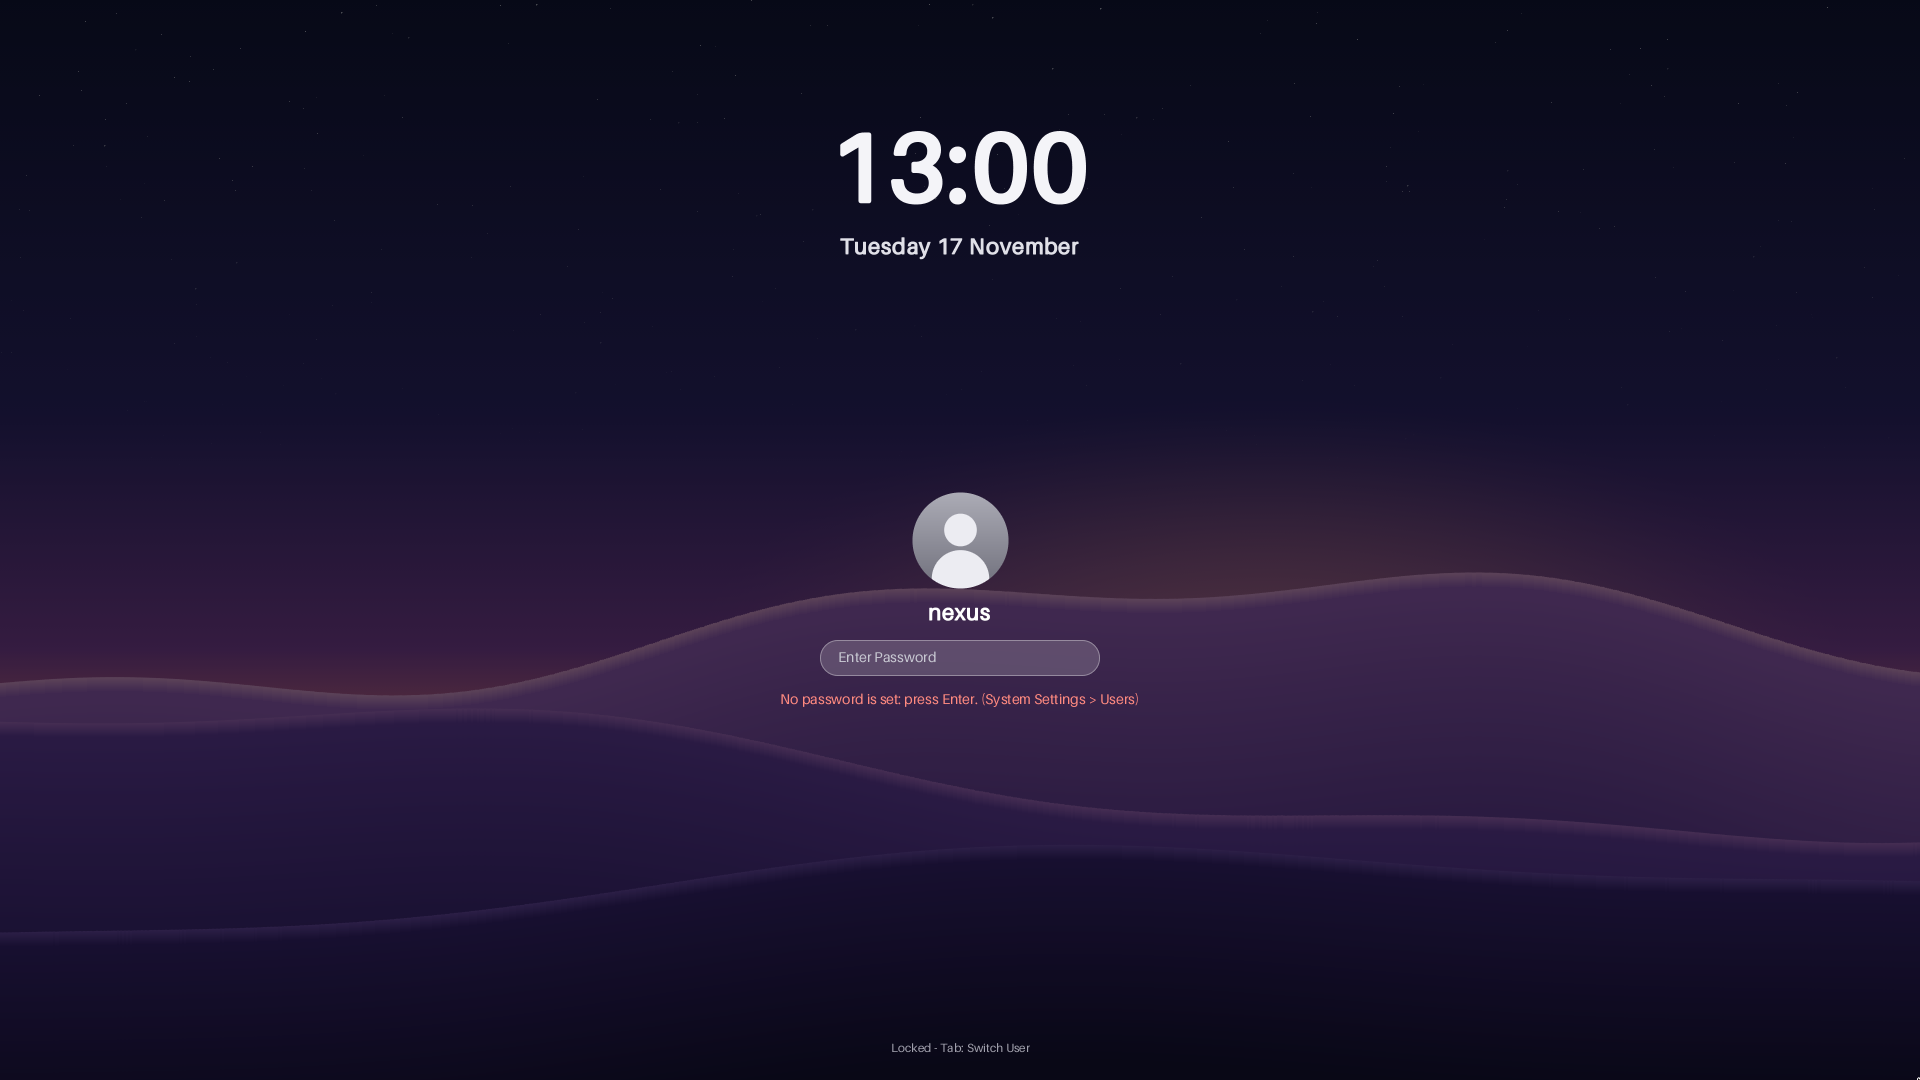 13:00
Tuesday 17 November
nexus
Enter Password
No password is set: press Enter. (System Settings > Users)
Locked - Tab: Switch User